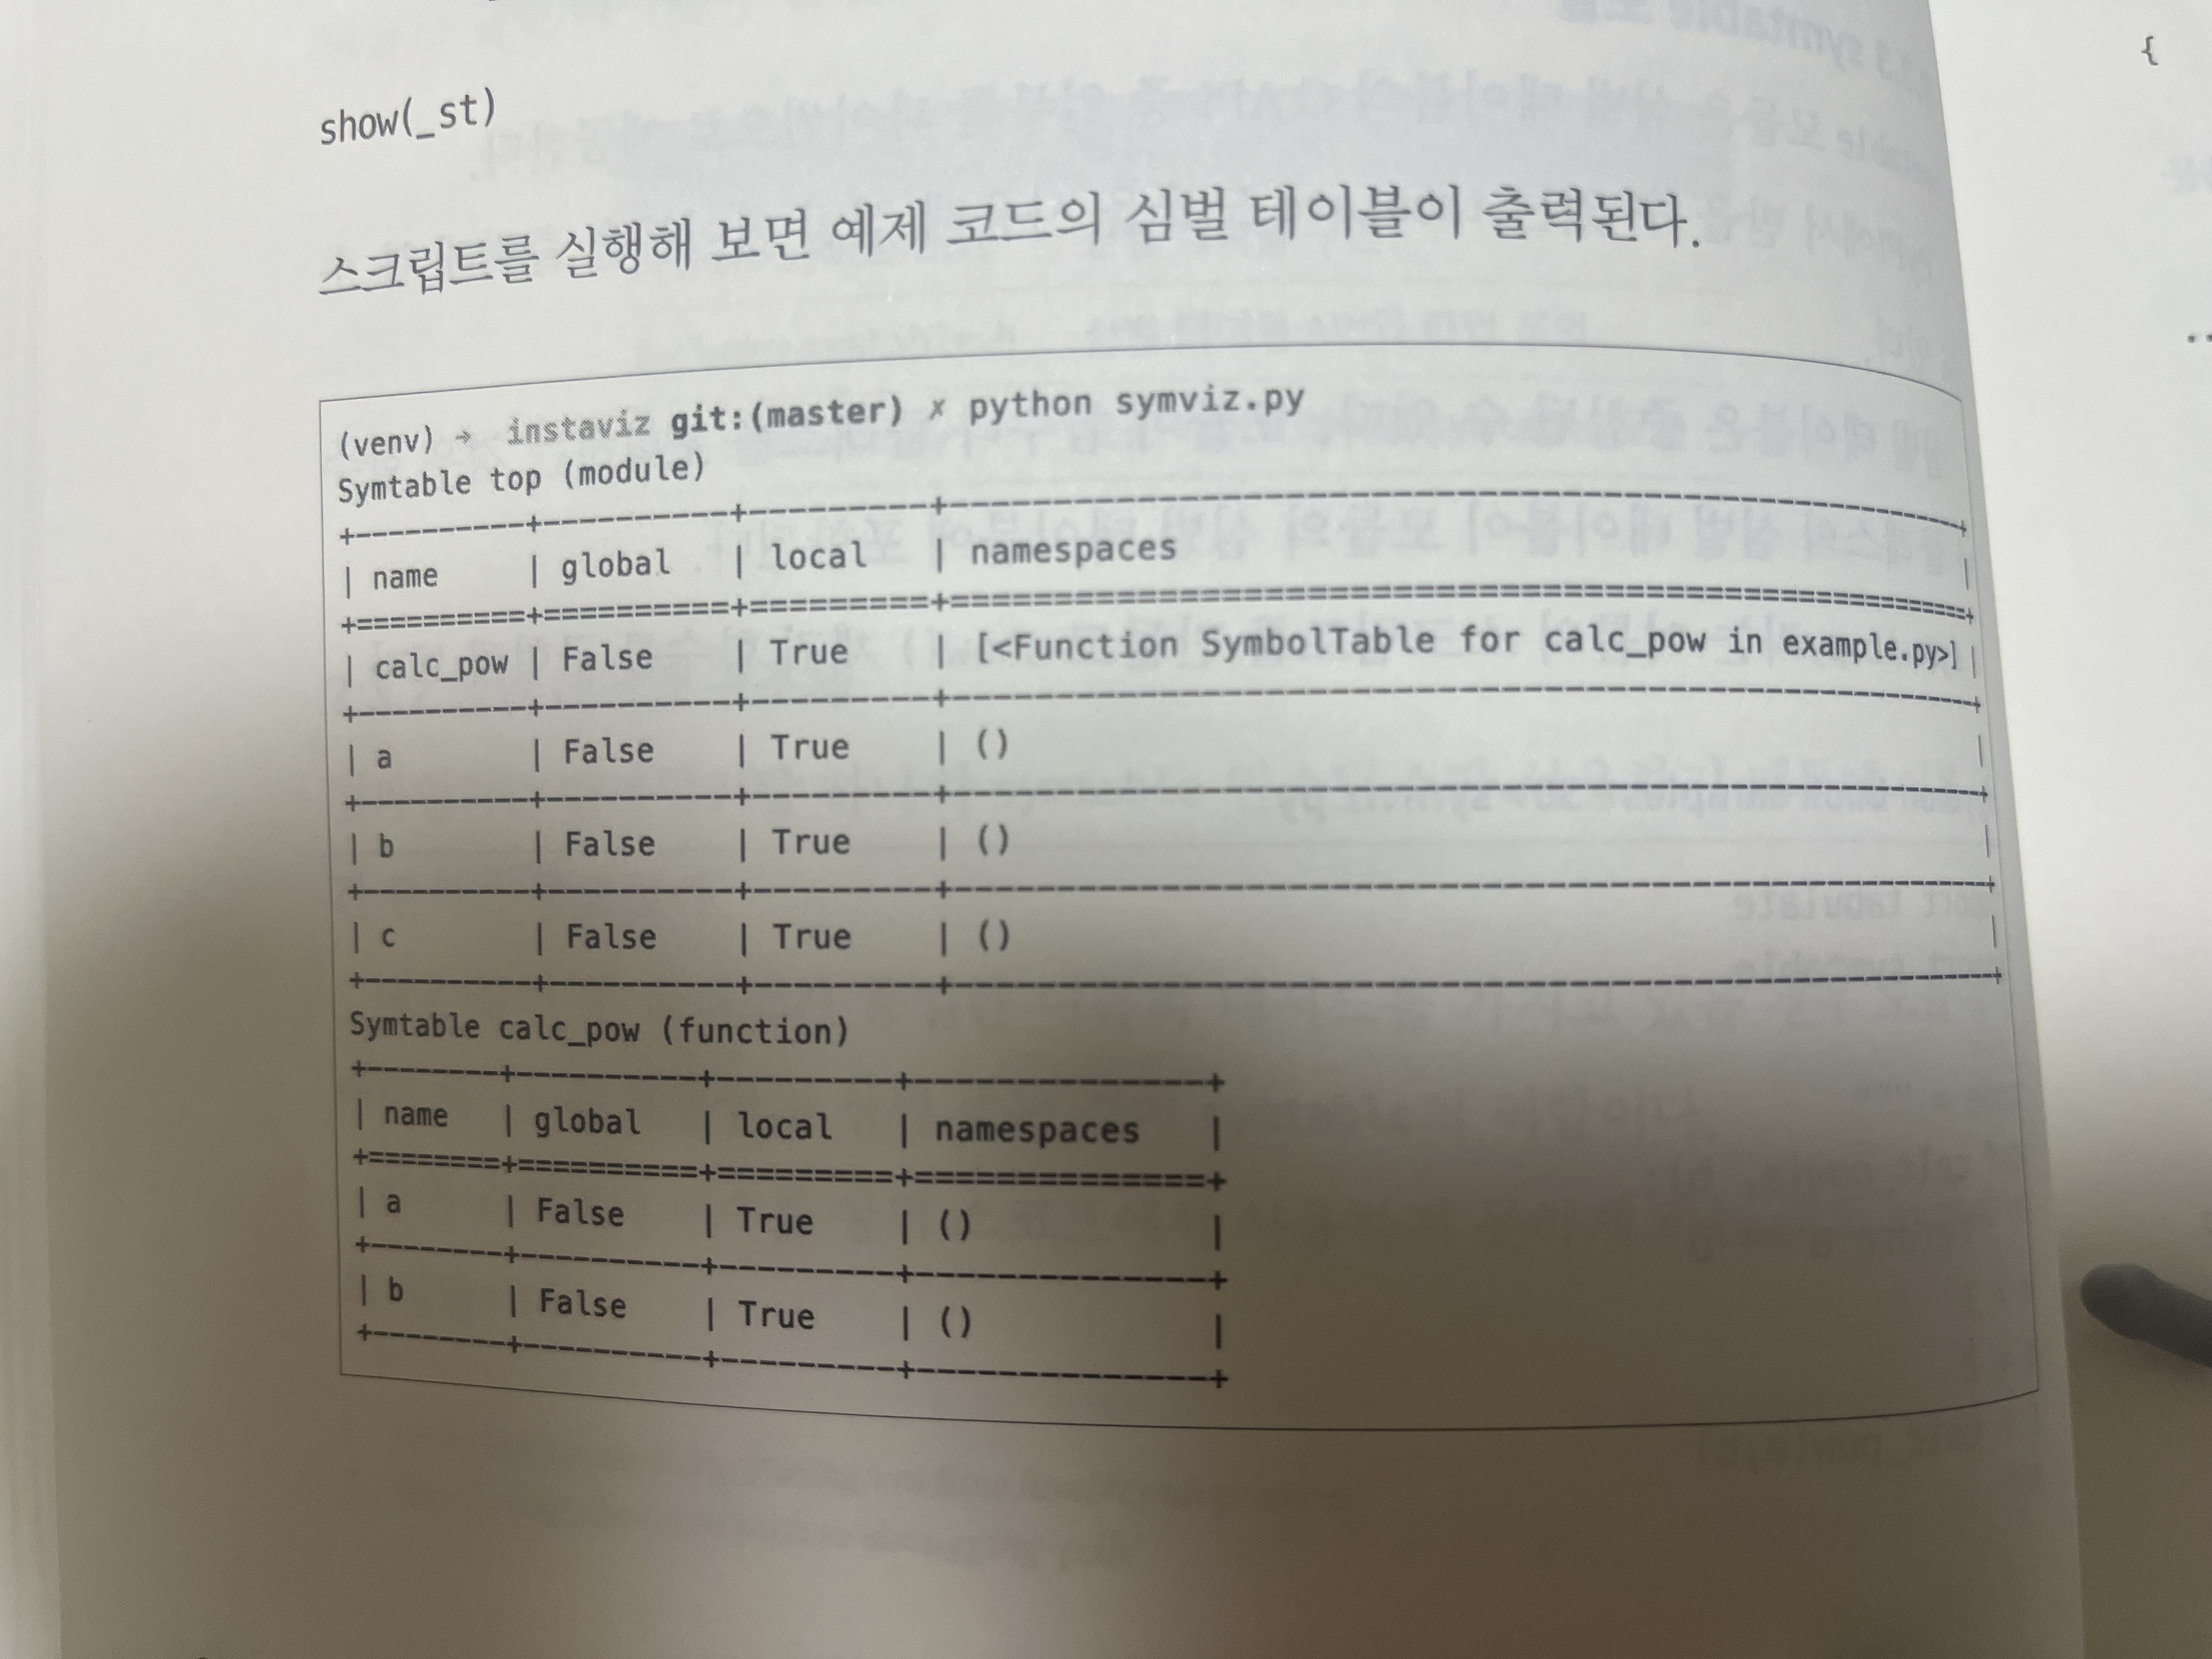 show(_st)
스크립트를 실행해 보면 예제 코드의 심벌 테이블이 출력된다.
(venv) → instaviz git:(master) ✗ python symviz.py
Symtable top (module)
+----------+----------+---------+------------------------------------------------------+
| name | global | local | namespaces |
+==========+==========+=========+======================================================+
| calc_pow | False | True | [<Function SymbolTable for calc_pow in example.py>] |
+----------+----------+---------+------------------------------------------------------+
| a | False | True | () |
+----------+----------+---------+------------------------------------------------------+
| b | False | True | () |
+----------+----------+---------+------------------------------------------------------+
| c | False | True | () |
+----------+----------+---------+------------------------------------------------------+
Symtable calc_pow (function)
+--------+----------+---------+--------------+
| name | global | local | namespaces |
+========+==========+=========+==============+
| a | False | True | () |
+--------+----------+---------+--------------+
| b | False | True | () |
+--------+----------+---------+--------------+
{